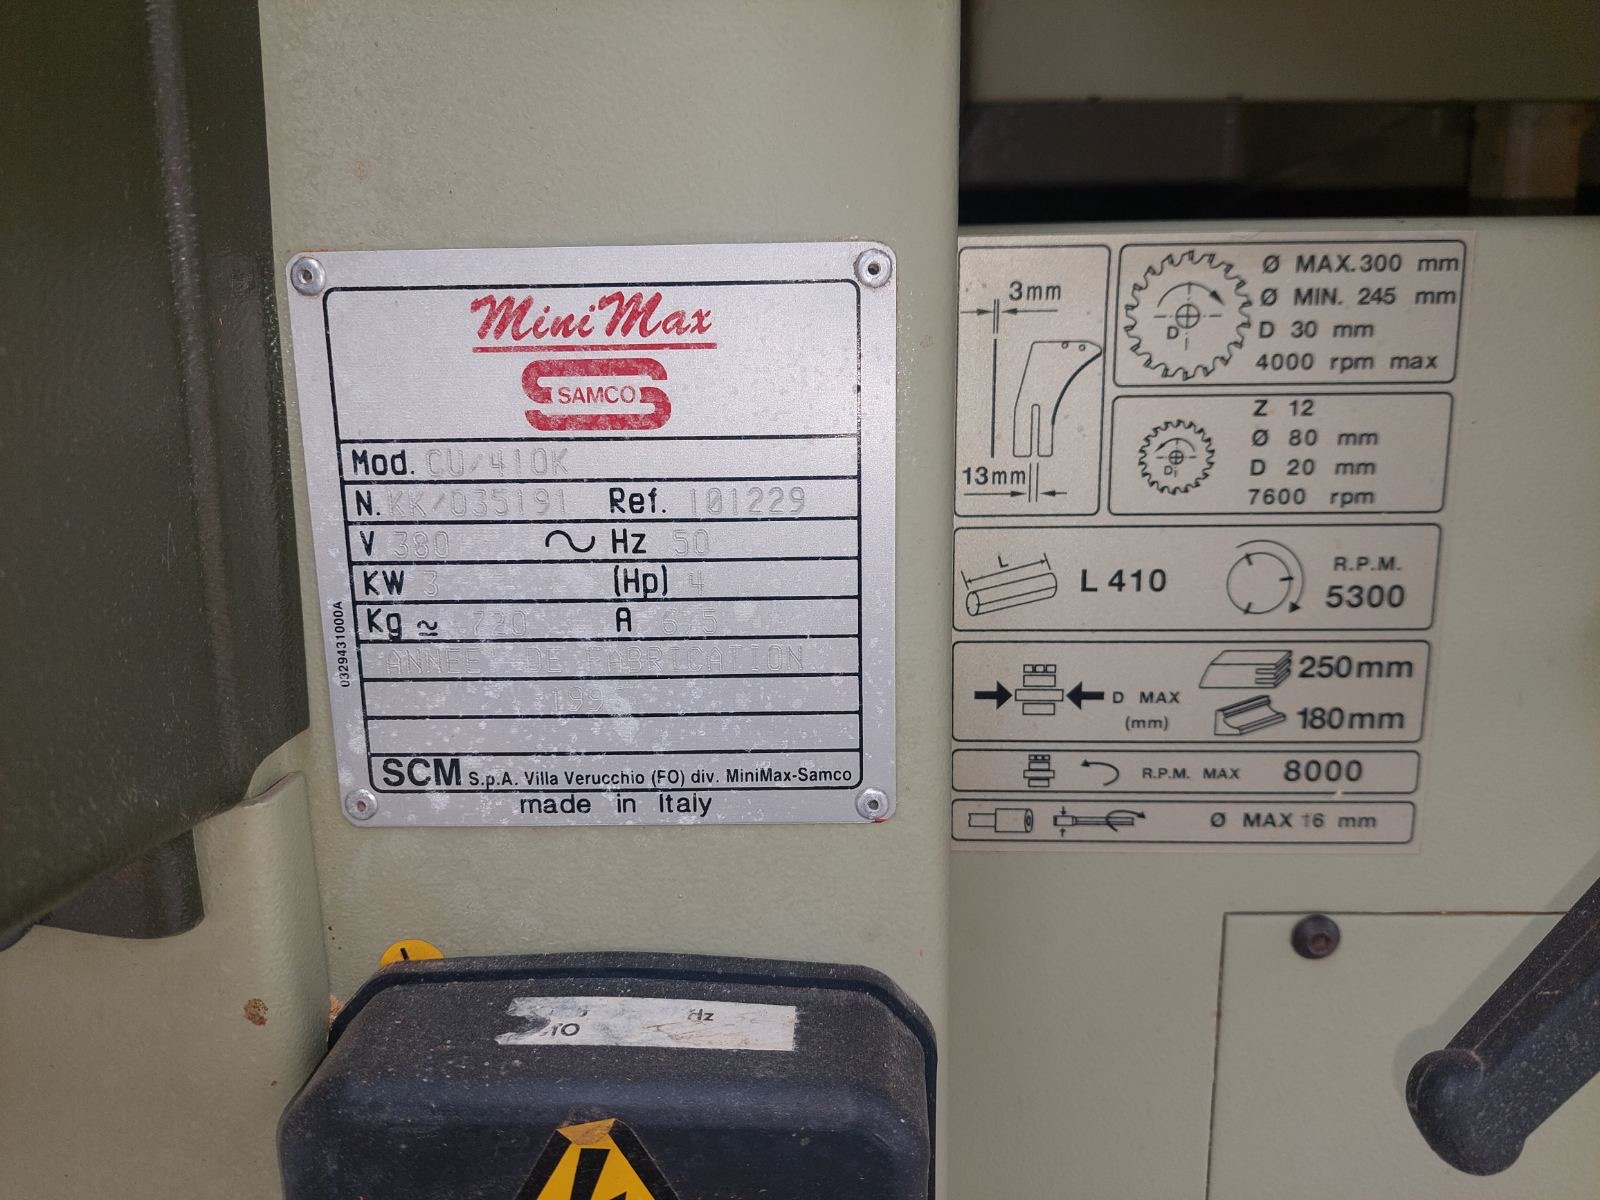 MiniMax
SAMCO
Mod. CU/410K
N. KK/035191 Ref. 101229
V 380 Hz 50
KW 3 (Hp) 4
Kg ≃ 720 A 6.5
ANNEE DE FABRICATION
199
SCM S.p.A. Villa Verucchio (FO) div. MiniMax-Samco
made in Italy
0329431000A
3mm
13mm
Ø MAX.300 mm
Ø MIN. 245 mm
D 30 mm
4000 rpm max
D
Z 12
Ø 80 mm
D 20 mm
7600 rpm
D1
L
L 410
R.P.M.
5300
D MAX
(mm)
250mm
180mm
R.P.M. MAX 8000
Ø MAX 16 mm
Hz